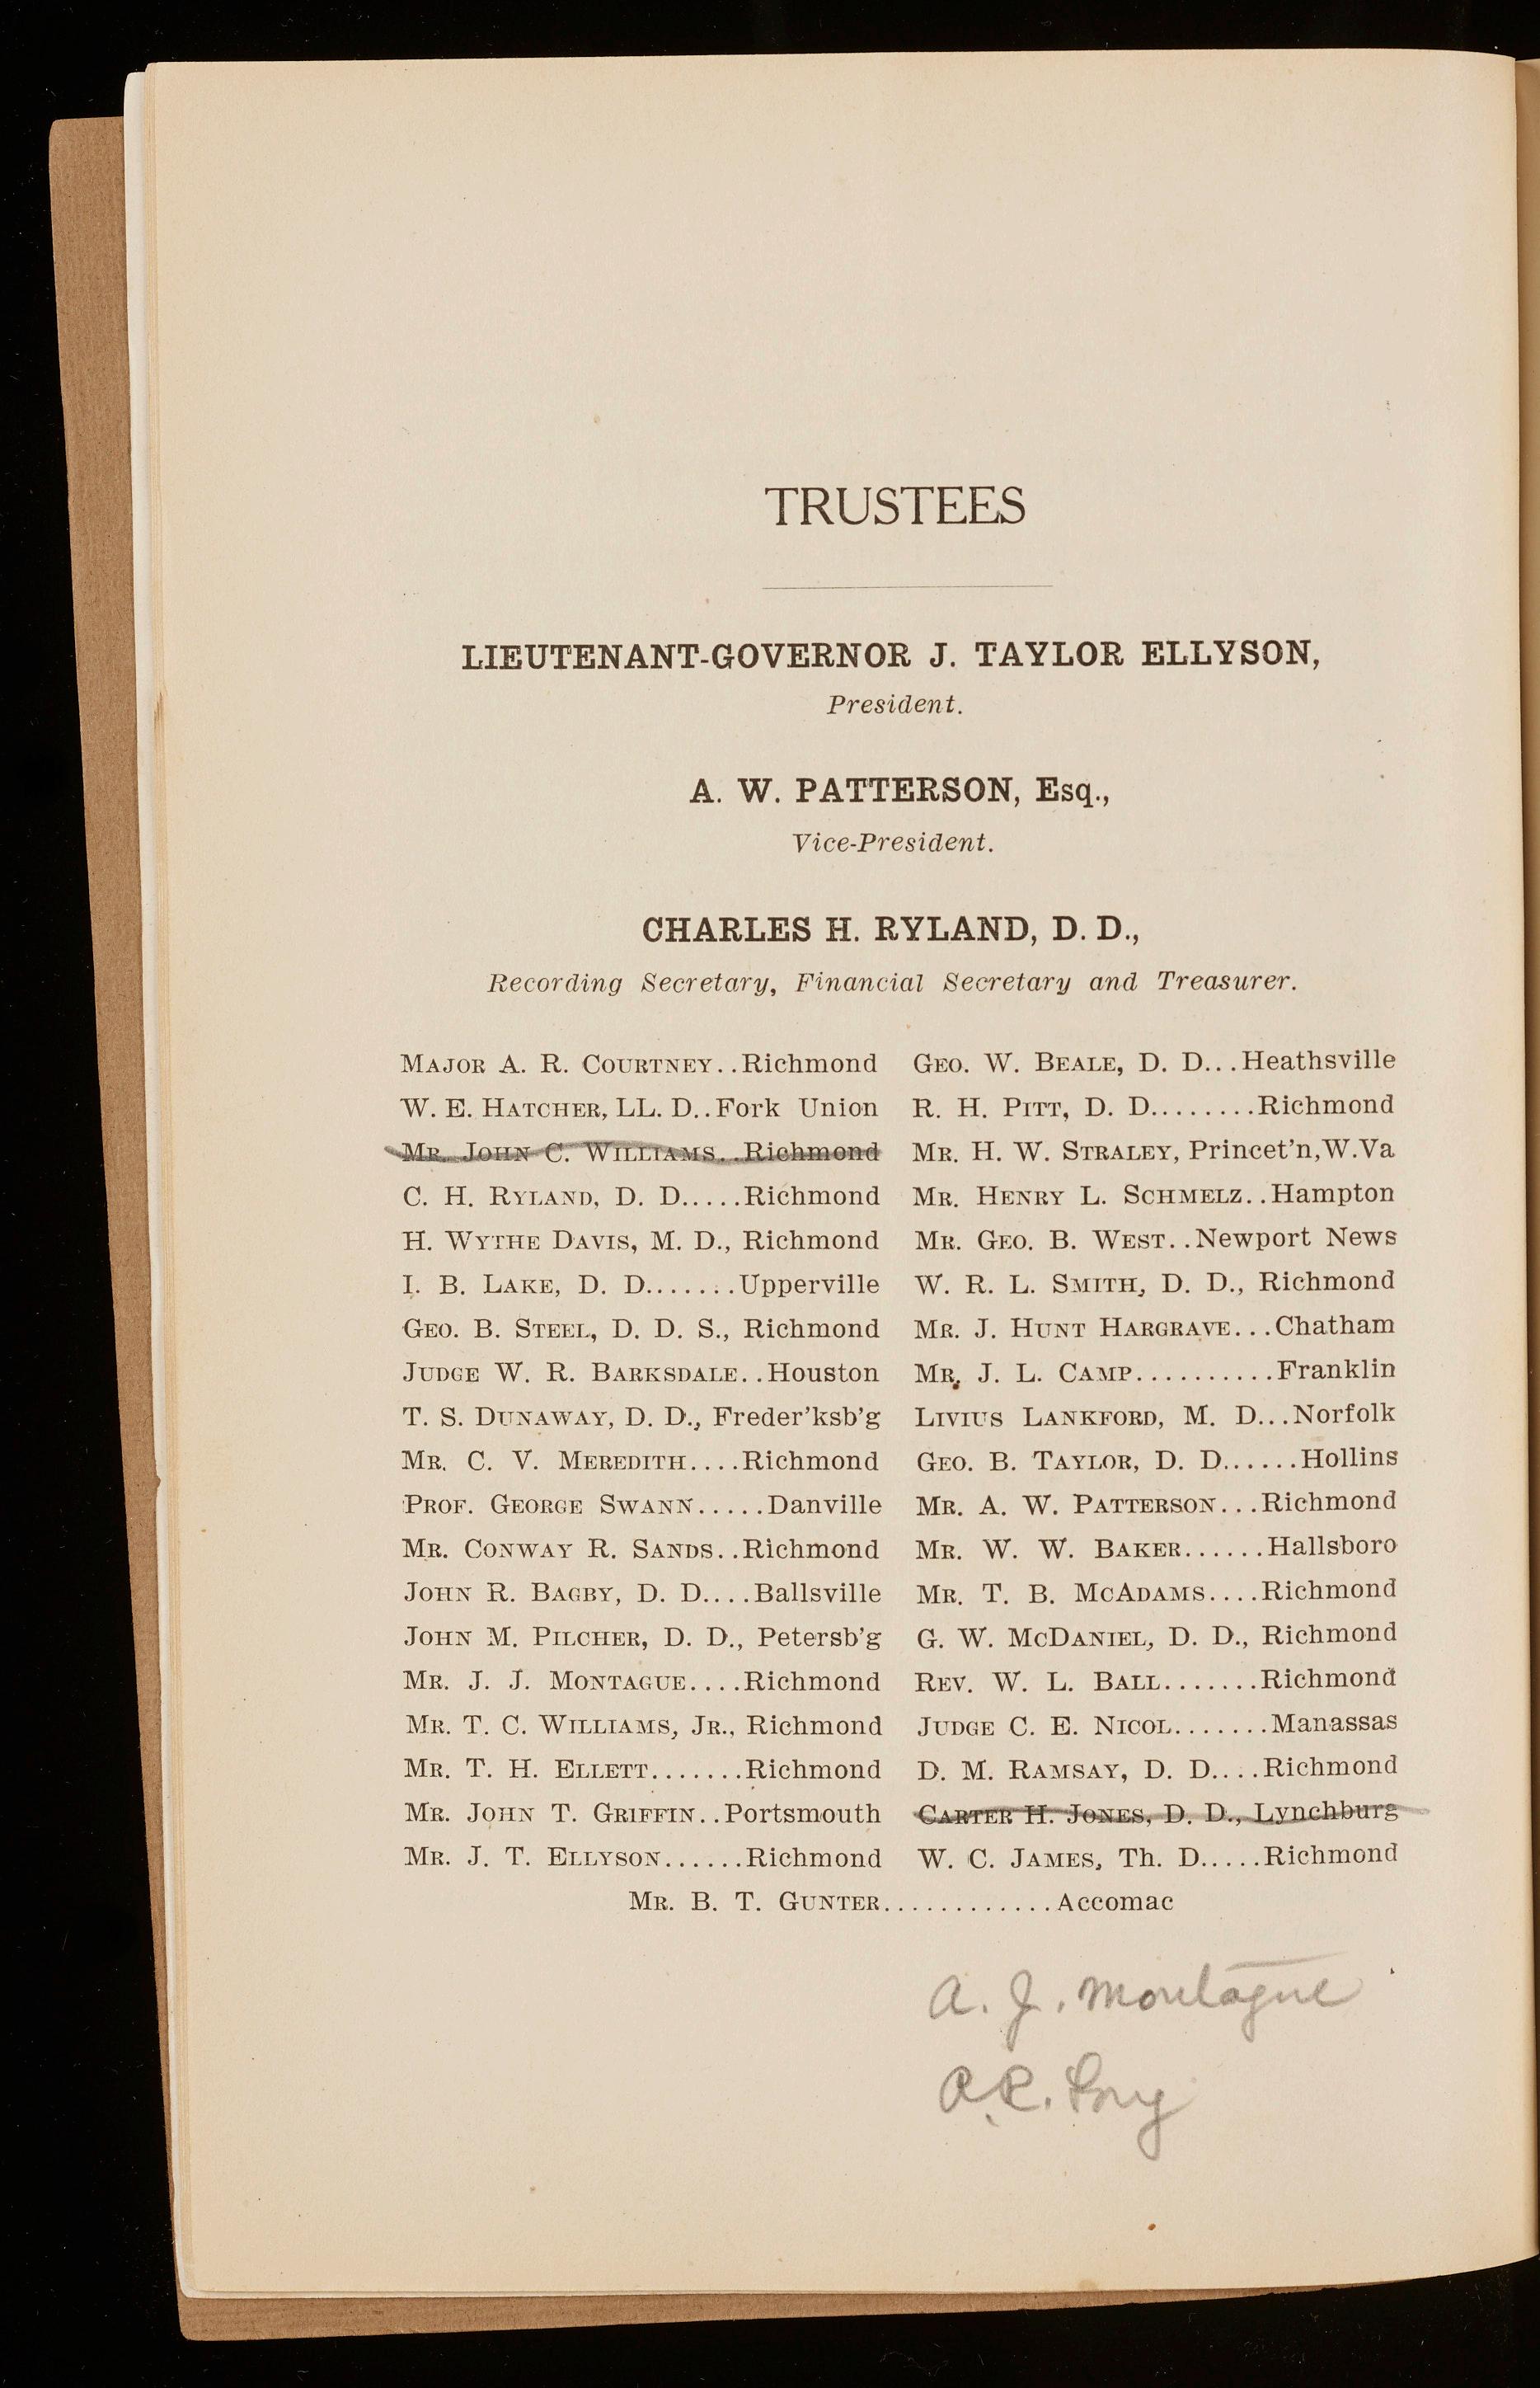 TRUSTEES
LIEUTENANT-GOVERNOR J. TAYLOR ELLYSON,
President.
A. W. PATTERSON, Esq.,
Vice-President.
CHARLES H. RYLAND, D. D.,
Recording Secretary, Financial Secretary and Treasurer.
MAJOR A. R. COURTNEY..Richmond
W. E. HATCHER, LL. D..Fork Union
MR. JOHN C. WILLIAMS..Richmond
C. H. RYLAND, D. D.....Richmond
H. WYTHE DAVIS, M. D., Richmond
I. B. LAKE, D. D.......Upperville
GEO. B. STEEL, D. D. S., Richmond
JUDGE W. R. BARKSDALE..Houston
T. S. DUNAWAY, D. D., Freder'ksb'g
MR. C. V. MEREDITH....Richmond
PROF. GEORGE SWANN.....Danville
MR. CONWAY R. SANDS..Richmond
JOHN R. BAGBY, D. D....Ballsville
JOHN M. PILCHER, D. D., Petersb'g
MR. J. J. MONTAGUE....Richmond
MR. T. C. WILLIAMS, JR., Richmond
MR. T. H. ELLETT.......Richmond
MR. JOHN T. GRIFFIN..Portsmouth
MR. J. T. ELLYSON......Richmond
GEO. W. BEALE, D. D...Heathsville
R. H. PITT, D. D........Richmond
MR. H. W. STRALEY, Princet'n,W.Va
MR. HENRY L. SCHMELZ..Hampton
MR. GEO. B. WEST..Newport News
W. R. L. SMITH, D. D., Richmond
MR. J. HUNT HARGRAVE...Chatham
MR. J. L. CAMP..........Franklin
LIVIUS LANKFORD, M. D...Norfolk
GEO. B. TAYLOR, D. D......Hollins
MR. A. W. PATTERSON...Richmond
MR. W. W. BAKER......Hallsboro
MR. T. B. MCADAMS....Richmond
G. W. MCDANIEL, D. D., Richmond
REV. W. L. BALL.......Richmond
JUDGE C. E. NICOL.......Manassas
D. M. RAMSAY, D. D....Richmond
CARTER H. JONES, D. D., Lynchburg
W. C. JAMES, Th. D.....Richmond
MR. B. T. GUNTER............Accomac
A. J. Montague